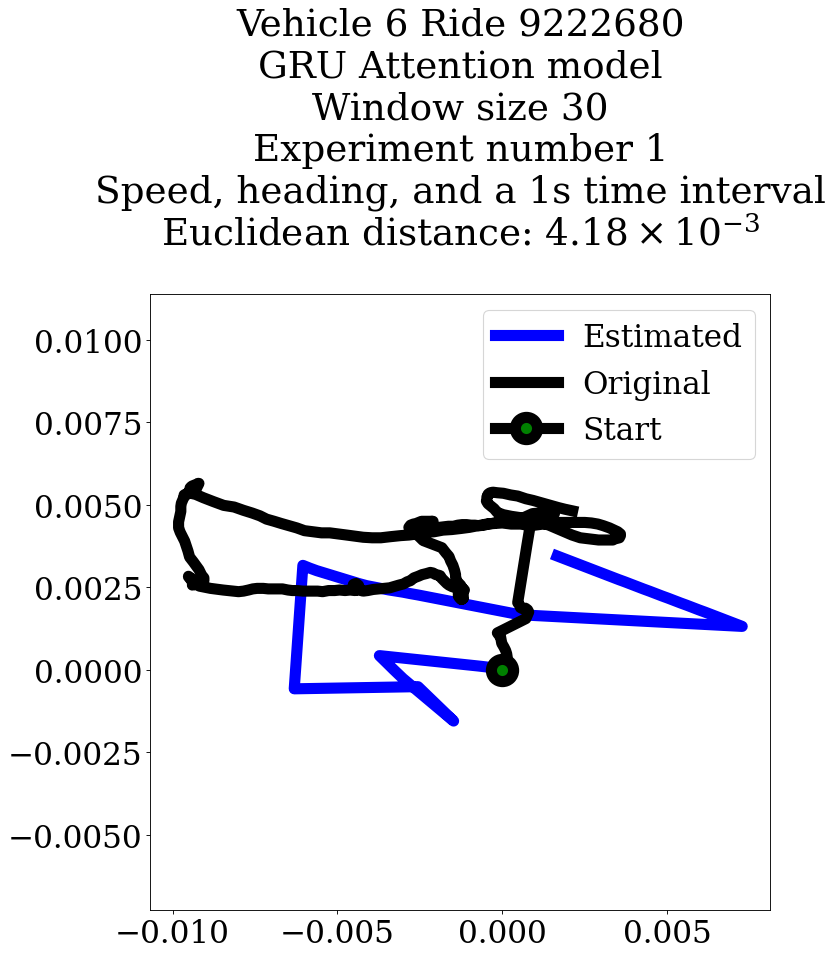 Vehicle 6 Ride 9222680
GRU Attention model
Window size 30
Experiment number 1
Speed, heading, and a 1s time interval
Euclidean distance: 4.18 × 10⁻³
Estimated
Original
Start
0.0100
0.0075
0.0050
0.0025
0.0000
−0.0025
−0.0050
−0.010 −0.005 0.000 0.005